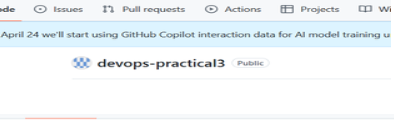 ode Issues Pull requests Actions Projects Wi
April 24 we'll start using GitHub Copilot interaction data for AI model training u
devops-practical3 Public